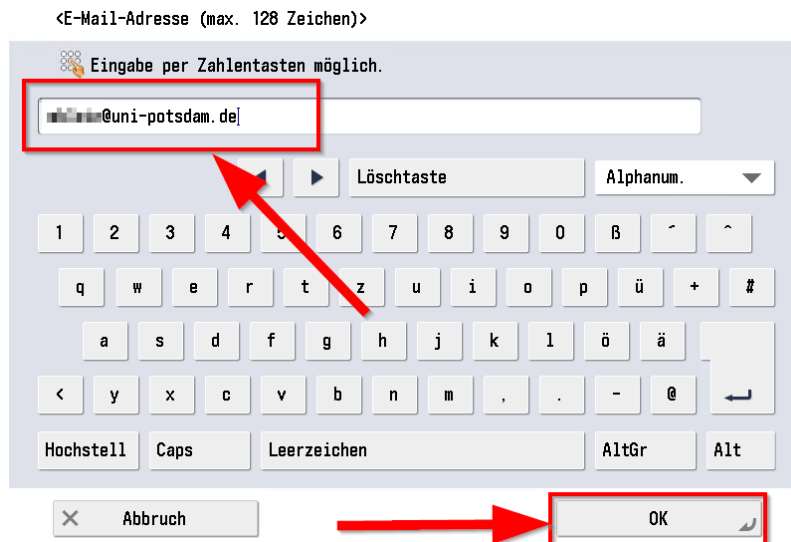 <E-Mail-Adresse (max. 128 Zeichen)>
Eingabe per Zahlentasten möglich.
@uni-potsdam.de
Löschtaste Alphanum.
1 2 3 4 5 6 7 8 9 0 ß ´ ^
q w e r t z u i o p ü + #
a s d f g h j k l ö ä
< y x c v b n m , . - @
Hochstell Caps Leerzeichen AltGr Alt
Abbruch OK